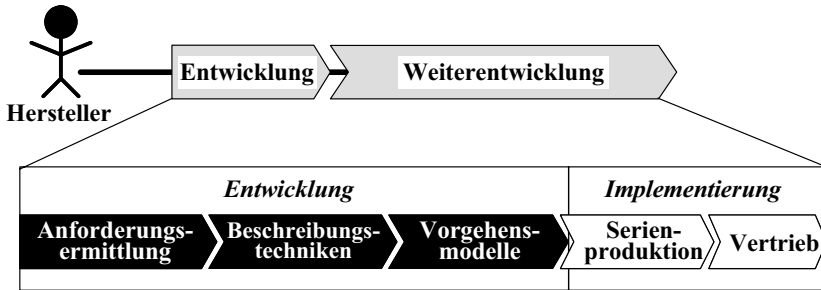 Entwicklung
Weiterentwicklung
Hersteller
Entwicklung
Implementierung
Anforderungs-
ermittlung
Beschreibungs-
techniken
Vorgehens-
modelle
Serien-
produktion
Vertrieb